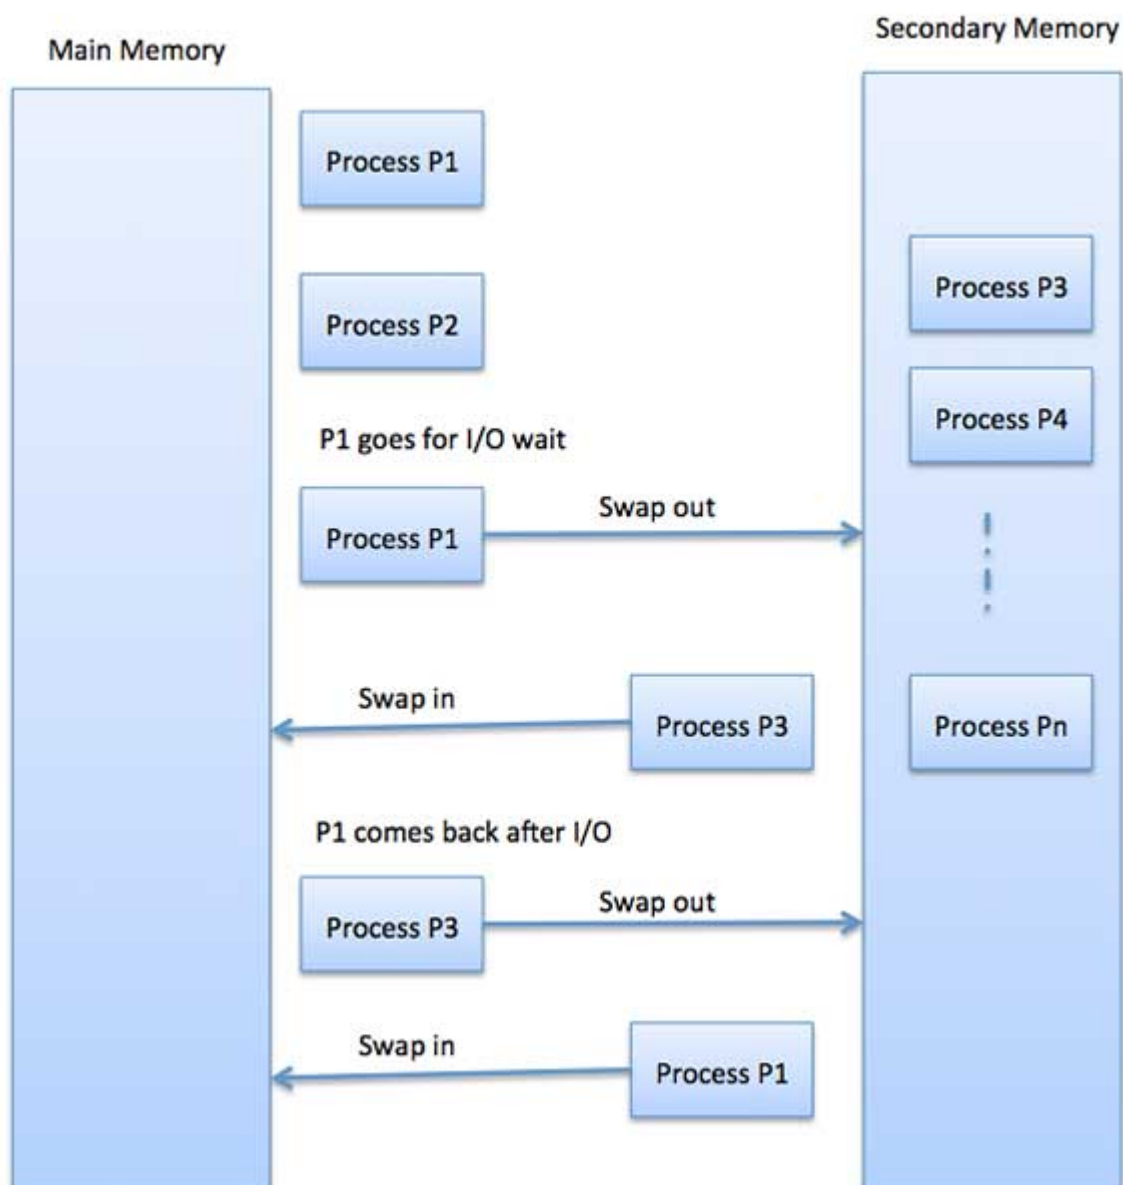 Main Memory
Secondary Memory
Process P1
Process P3
Process P2
Process P4
P1 goes for I/O wait
Process P1
Swap out
Swap in
Process P3
Process Pn
P1 comes back after I/O
Process P3
Swap out
Swap in
Process P1